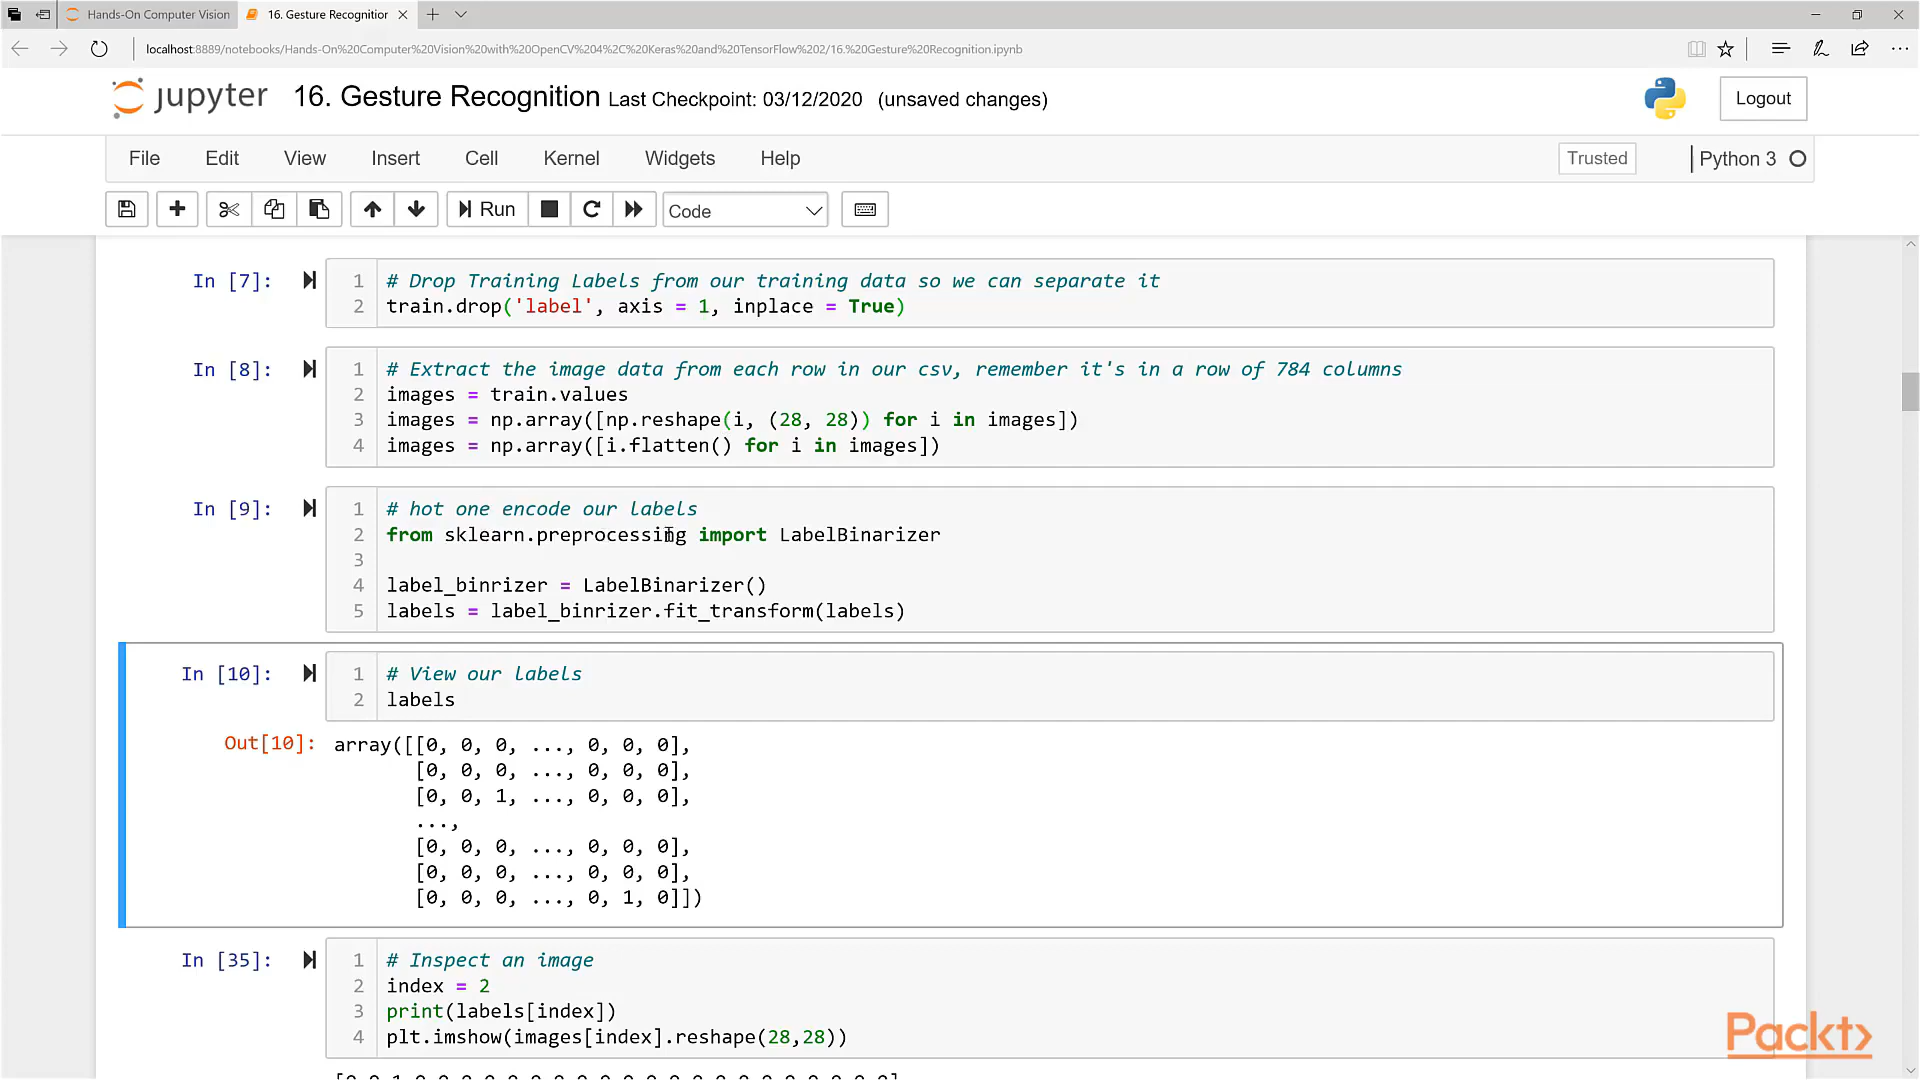 Hands-On Computer Vision
16. Gesture Recognition
localhost:8889/notebooks/Hands-On%20Computer%20Vision%20with%20OpenCV%204%2C%20Keras%20and%20TensorFlow%202/16.%20Gesture%20Recognition.ipynb
jupyter 16. Gesture Recognition Last Checkpoint: 03/12/2020 (unsaved changes)
Logout
File Edit View Insert Cell Kernel Widgets Help Trusted Python 3
Run Code
In [7]:
1 # Drop Training Labels from our training data so we can separate it
2 train.drop('label', axis = 1, inplace = True)
In [8]:
1 # Extract the image data from each row in our csv, remember it's in a row of 784 columns
2 images = train.values
3 images = np.array([np.reshape(i, (28, 28)) for i in images])
4 images = np.array([i.flatten() for i in images])
In [9]:
1 # hot one encode our labels
2 from sklearn.preprocessing import LabelBinarizer
3
4 label_binrizer = LabelBinarizer()
5 labels = label_binrizer.fit_transform(labels)
In [10]:
1 # View our labels
2 labels
Out[10]: array([[0, 0, 0, ..., 0, 0, 0],
[0, 0, 0, ..., 0, 0, 0],
[0, 0, 1, ..., 0, 0, 0],
...,
[0, 0, 0, ..., 0, 0, 0],
[0, 0, 0, ..., 0, 0, 0],
[0, 0, 0, ..., 0, 1, 0]])
In [35]:
1 # Inspect an image
2 index = 2
3 print(labels[index])
4 plt.imshow(images[index].reshape(28,28))
Packt>